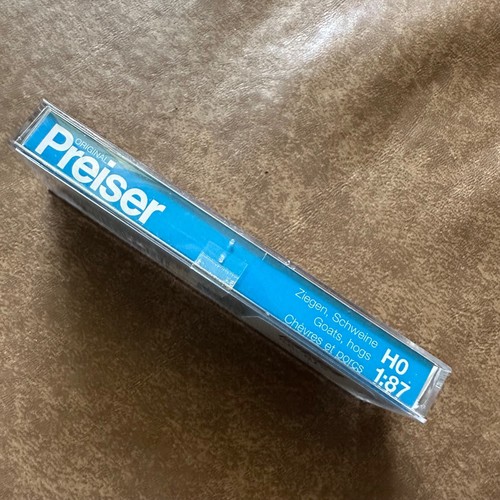 ORIGINAL
Preiser
Ziegen, Schweine
Goats, hogs
Chèvres et porcs
H0
1:87